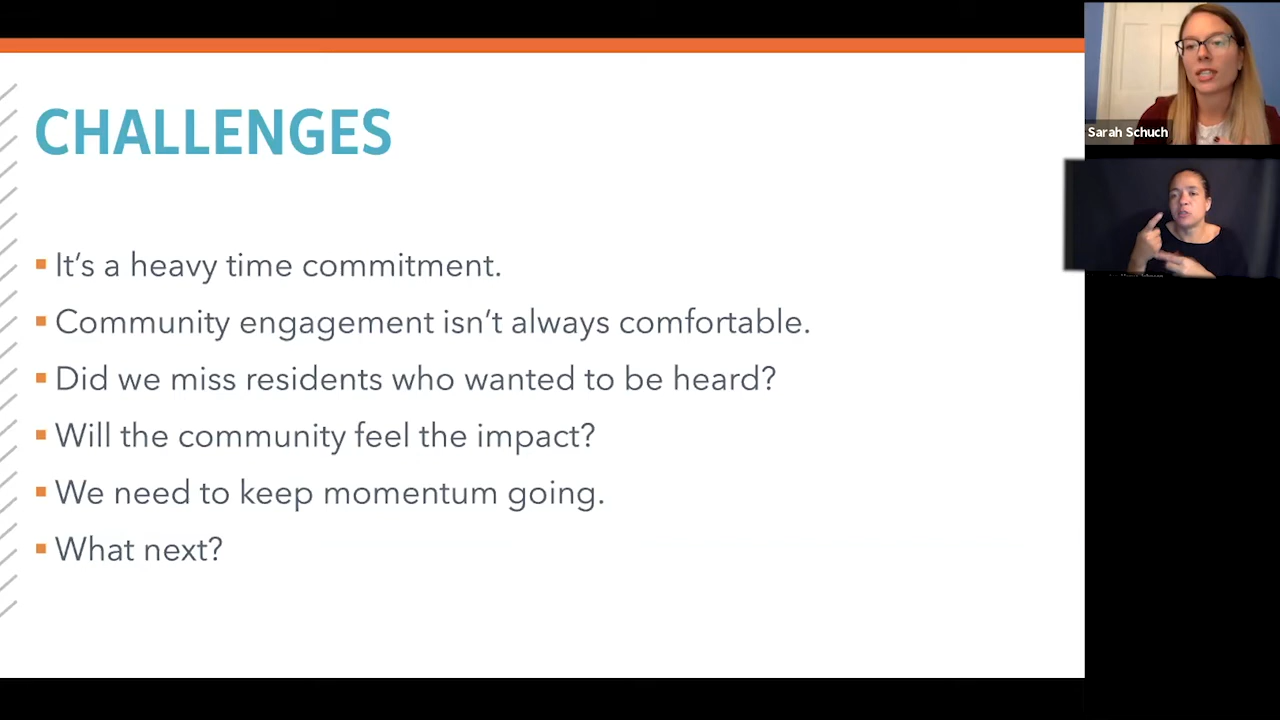 CHALLENGES
It's a heavy time commitment.
Community engagement isn't always comfortable.
Did we miss residents who wanted to be heard?
Will the community feel the impact?
We need to keep momentum going.
What next?
Sarah Schuch